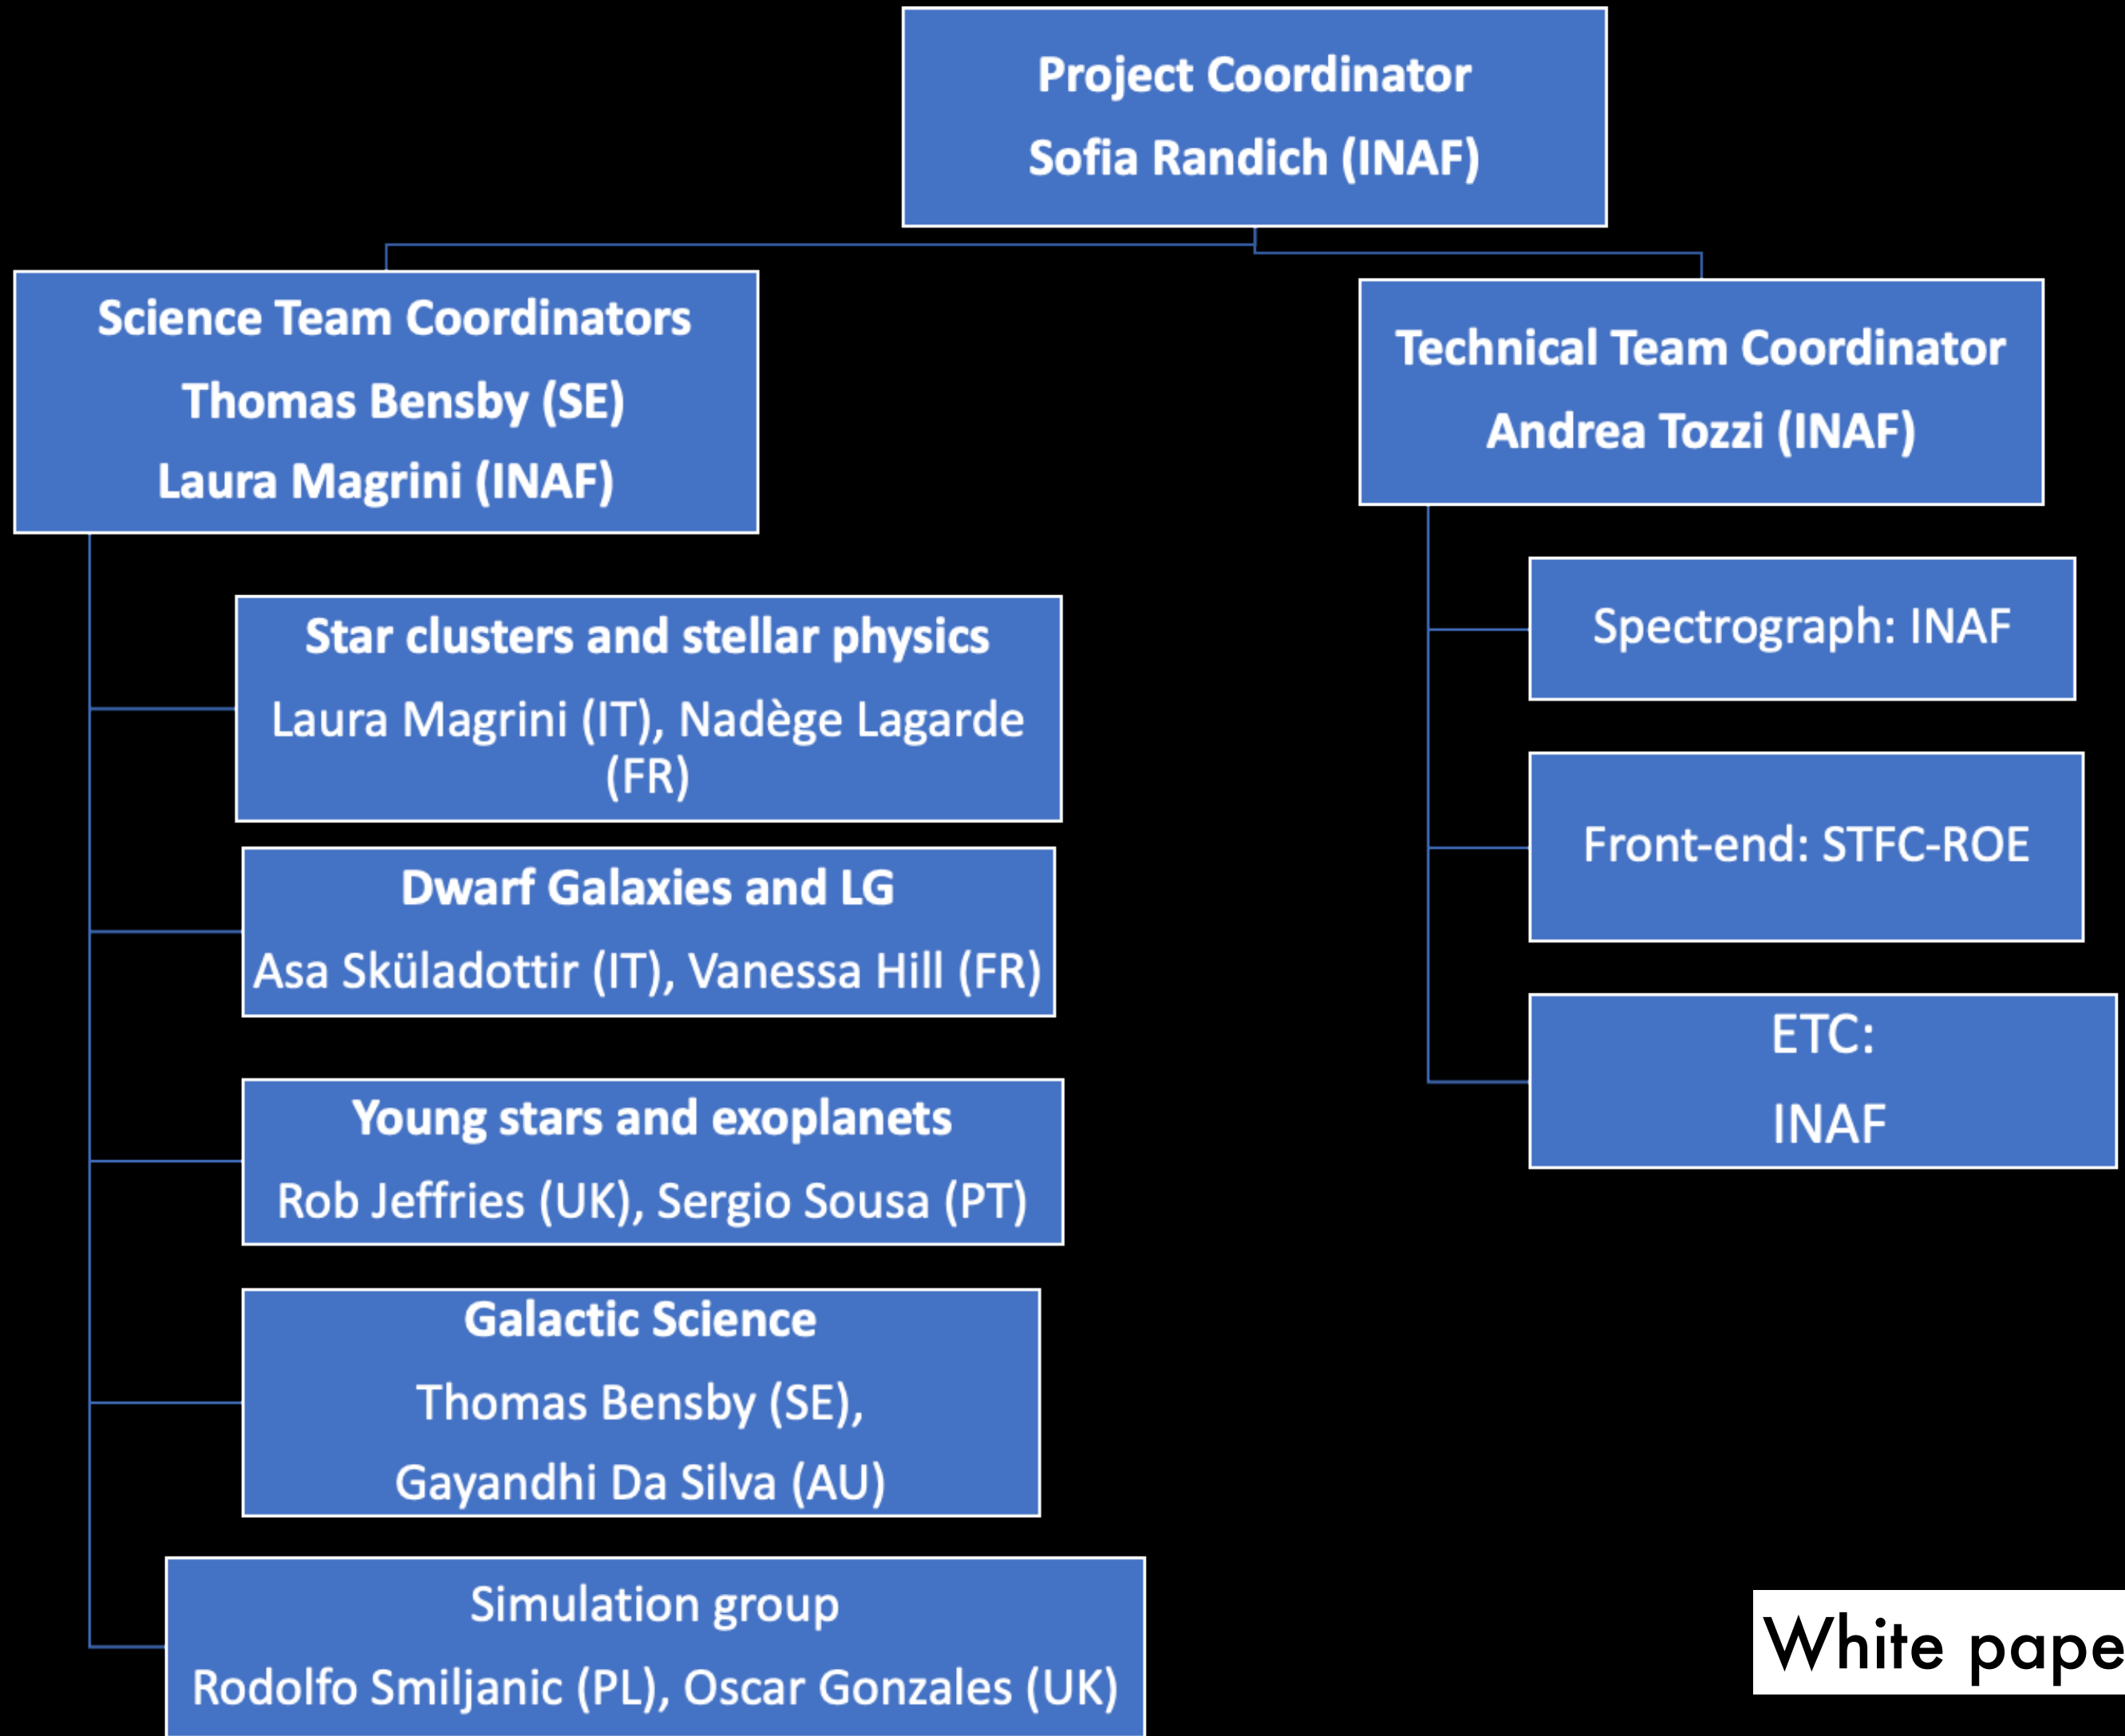 Project Coordinator
Sofia Randich (INAF)
Science Team Coordinators
Thomas Bensby (SE)
Laura Magrini (INAF)
Technical Team Coordinator
Andrea Tozzi (INAF)
Star clusters and stellar physics
Laura Magrini (IT), Nadège Lagarde
(FR)
Dwarf Galaxies and LG
Asa Sküladottir (IT), Vanessa Hill (FR)
Young stars and exoplanets
Rob Jeffries (UK), Sergio Sousa (PT)
Galactic Science
Thomas Bensby (SE),
Gayandhi Da Silva (AU)
Simulation group
Rodolfo Smiljanic (PL), Oscar Gonzales (UK)
Spectrograph: INAF
Front-end: STFC-ROE
ETC:
INAF
White pape